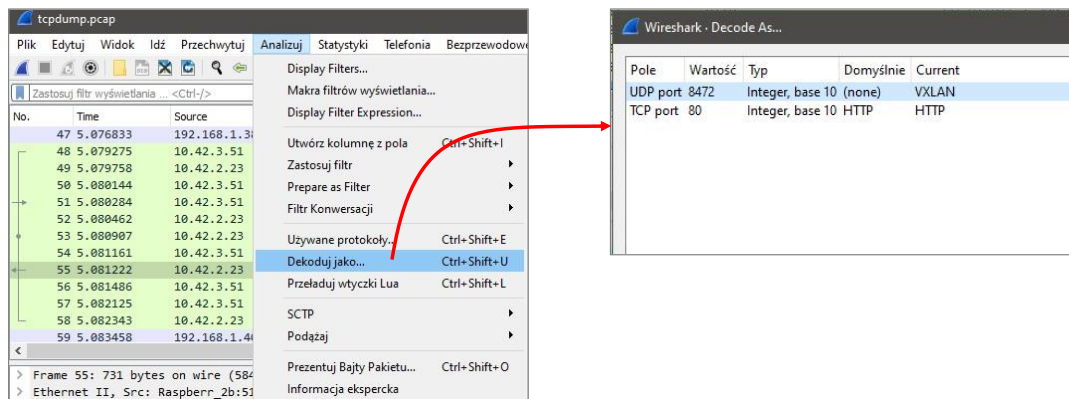 tcpdump.pcap
Plik Edytuj Widok Idź Przechwytuj Analizuj Statystyki Telefonia Bezprzewodowe
Zastosuj filtr wyświetlania ... <Ctrl-/>
No. Time Source
47 5.076833 192.168.1.38
48 5.079275 10.42.3.51
49 5.079758 10.42.2.23
50 5.080144 10.42.3.51
51 5.080284 10.42.3.51
52 5.080462 10.42.2.23
53 5.080907 10.42.2.23
54 5.081161 10.42.3.51
55 5.081222 10.42.2.23
56 5.081486 10.42.3.51
57 5.082125 10.42.3.51
58 5.082343 10.42.2.23
59 5.083458 192.168.1.40
Frame 55: 731 bytes on wire (584
Ethernet II, Src: Raspberr_2b:51
Display Filters...
Makra filtrów wyświetlania...
Display Filter Expression...
Utwórz kolumnę z pola Ctrl+Shift+I
Zastosuj filtr
Prepare as Filter
Filtr Konwersacji
Używane protokoły... Ctrl+Shift+E
Dekoduj jako... Ctrl+Shift+U
Przeładuj wtyczki Lua Ctrl+Shift+L
SCTP
Podążaj
Prezentuj Bajty Pakietu... Ctrl+Shift+O
Informacja ekspercka
Wireshark · Decode As...
Pole Wartość Typ Domyślnie Current
UDP port 8472 Integer, base 10 (none) VXLAN
TCP port 80 Integer, base 10 HTTP HTTP